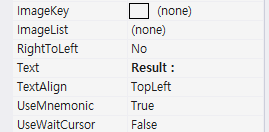 ImageKey (none)
ImageList (none)
RightToLeft No
Text Result :
TextAlign TopLeft
UseMnemonic True
UseWaitCursor False